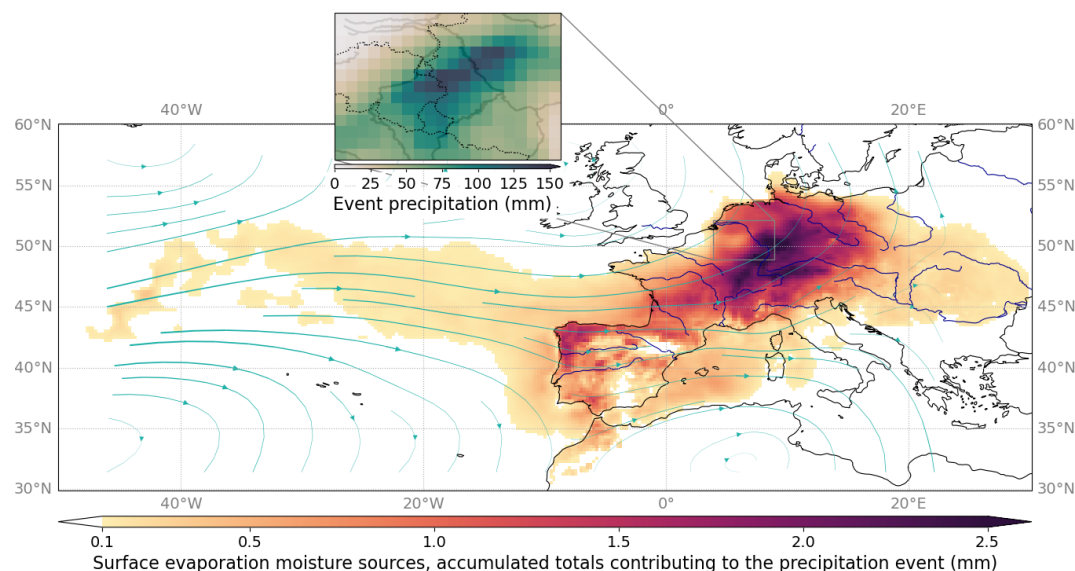 40°W
0°
20°E
0 25 50 75 100 125 150
Event precipitation (mm)
60°N 60°N
55°N 55°N
50°N 50°N
45°N 45°N
40°N 40°N
35°N 35°N
30°N 30°N
40°W 20°W 0° 20°E
0.1 0.5 1.0 1.5 2.0 2.5
Surface evaporation moisture sources, accumulated totals contributing to the precipitation event (mm)